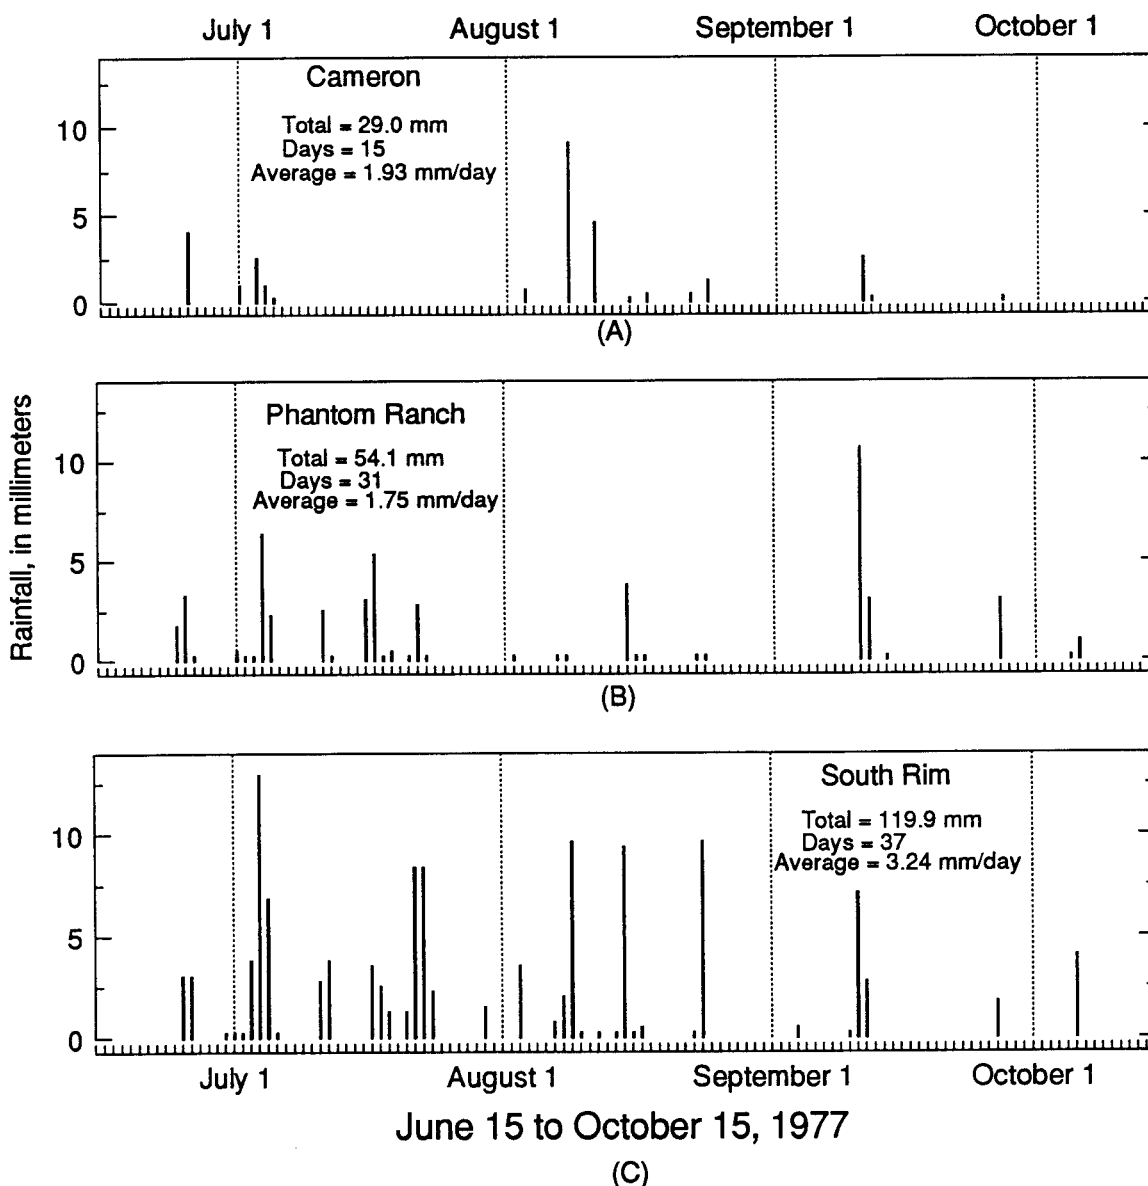 July 1 August 1 September 1 October 1
Cameron
Total = 29.0 mm
Days = 15
Average = 1.93 mm/day
10
5
0
(A)
Phantom Ranch
Total = 54.1 mm
Days = 31
Average = 1.75 mm/day
10
5
0
(B)
Rainfall, in millimeters
South Rim
Total = 119.9 mm
Days = 37
Average = 3.24 mm/day
10
5
0
July 1 August 1 September 1 October 1
June 15 to October 15, 1977
(C)